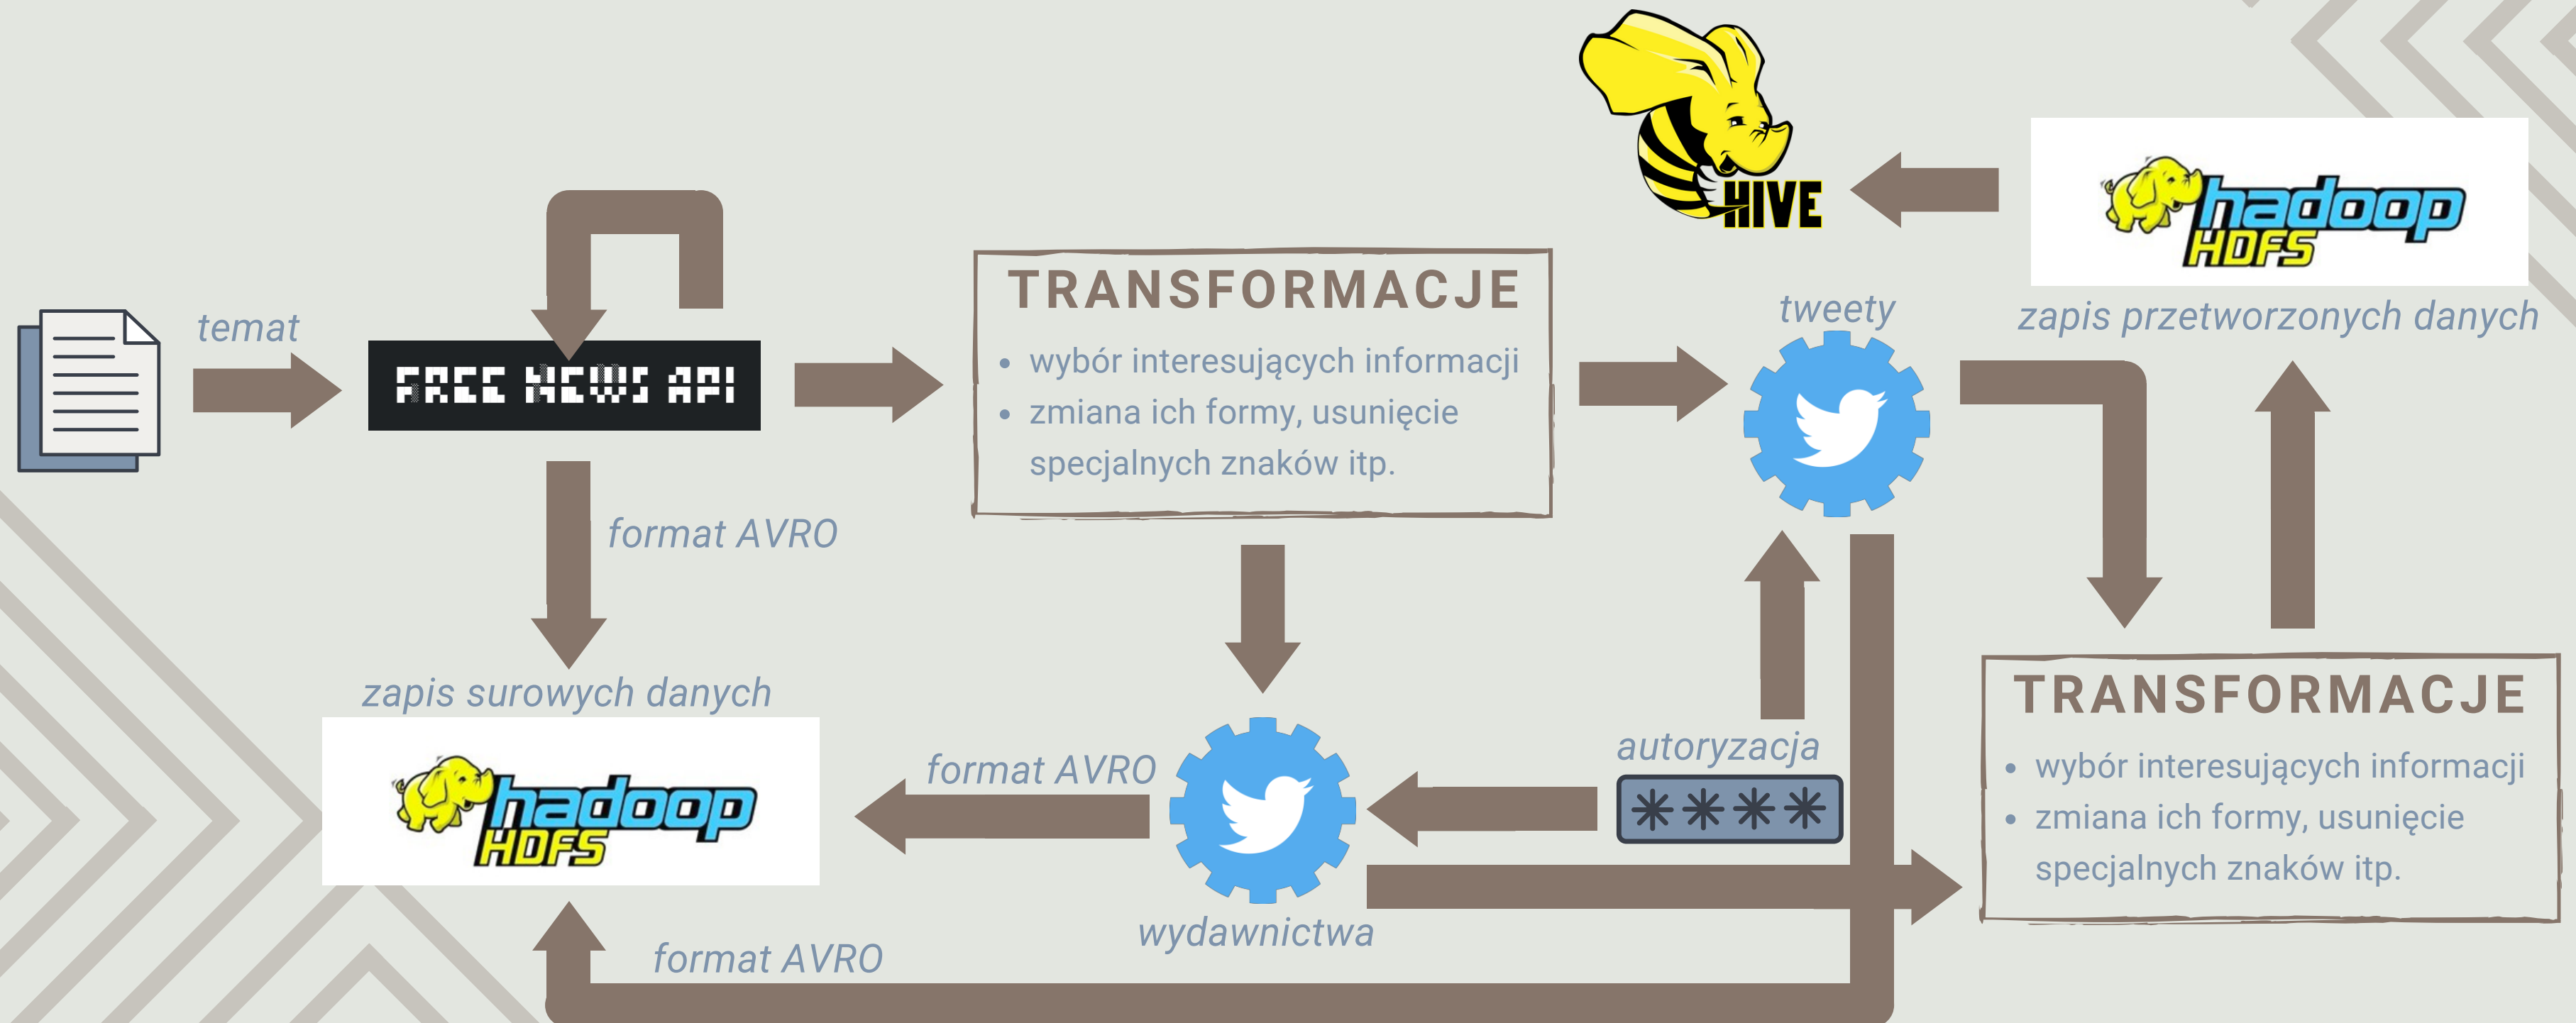 HIVE
hadoop
HDFS
zapis przetworzonych danych
temat
FREE NEWS API
TRANSFORMACJE
• wybór interesujących informacji
• zmiana ich formy, usunięcie
specjalnych znaków itp.
tweety
format AVRO
zapis surowych danych
hadoop
HDFS
format AVRO
wydawnictwa
autoryzacja
****
format AVRO
TRANSFORMACJE
• wybór interesujących informacji
• zmiana ich formy, usunięcie
specjalnych znaków itp.